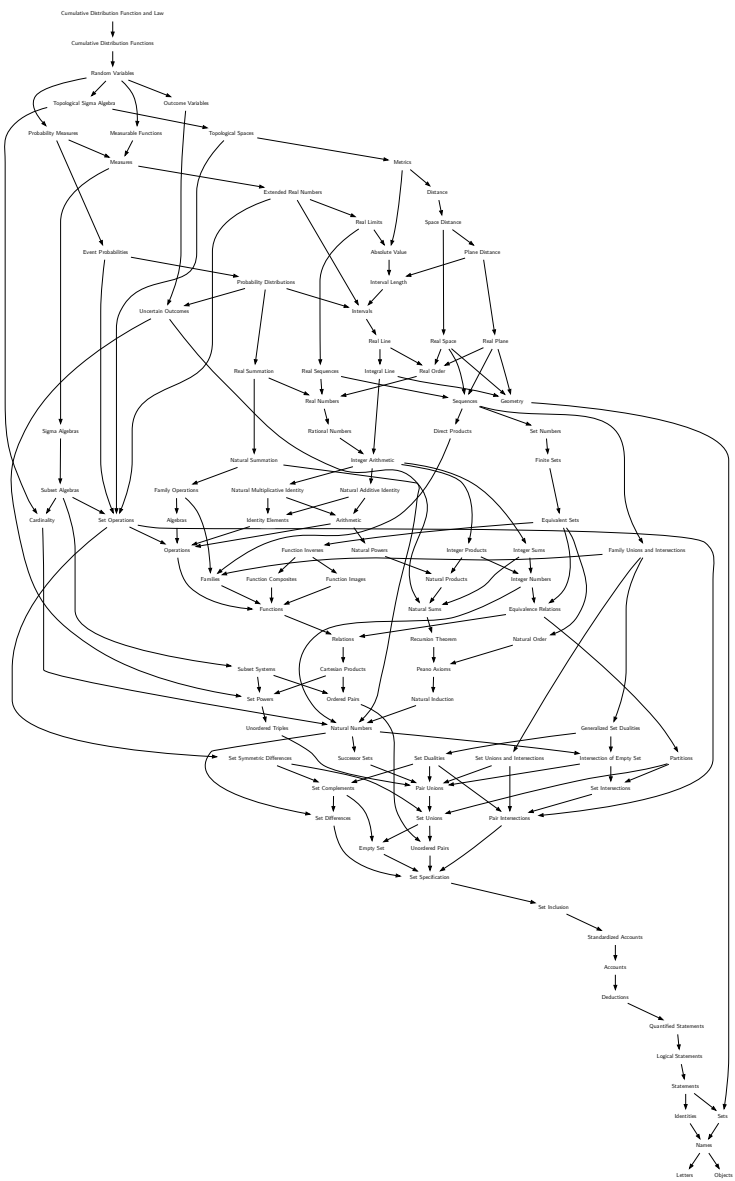 Cumulative Distribution Function and Law
Cumulative Distribution Functions
Random Variables
Topological Sigma Algebra
Outcome Variables
Probability Measures
Measurable Functions
Topological Spaces
Measures
Metrics
Extended Real Numbers
Distance
Real Limits
Space Distance
Event Probabilities
Absolute Value
Plane Distance
Probability Distributions
Interval Length
Uncertain Outcomes
Intervals
Real Line
Real Space
Real Plane
Real Summation
Real Sequences
Integral Line
Real Order
Real Numbers
Sequences
Geometry
Sigma Algebras
Rational Numbers
Direct Products
Set Numbers
Natural Summation
Integer Arithmetic
Finite Sets
Subset Algebras
Family Operations
Natural Multiplicative Identity
Natural Additive Identity
Cardinality
Set Operations
Algebras
Identity Elements
Arithmetic
Equivalent Sets
Operations
Function Inverses
Natural Powers
Integer Products
Integer Sums
Family Unions and Intersections
Families
Function Composites
Function Images
Natural Products
Integer Numbers
Functions
Natural Sums
Equivalence Relations
Relations
Recursion Theorem
Natural Order
Subset Systems
Cartesian Products
Peano Axioms
Set Powers
Ordered Pairs
Natural Induction
Unordered Triples
Natural Numbers
Generalized Set Dualities
Set Symmetric Differences
Successor Sets
Set Dualities
Set Unions and Intersections
Intersection of Empty Set
Partitions
Set Complements
Pair Unions
Set Intersections
Set Differences
Set Unions
Pair Intersections
Empty Set
Unordered Pairs
Set Specification
Set Inclusion
Standardized Accounts
Accounts
Deductions
Quantified Statements
Logical Statements
Statements
Identities
Sets
Names
Letters
Objects